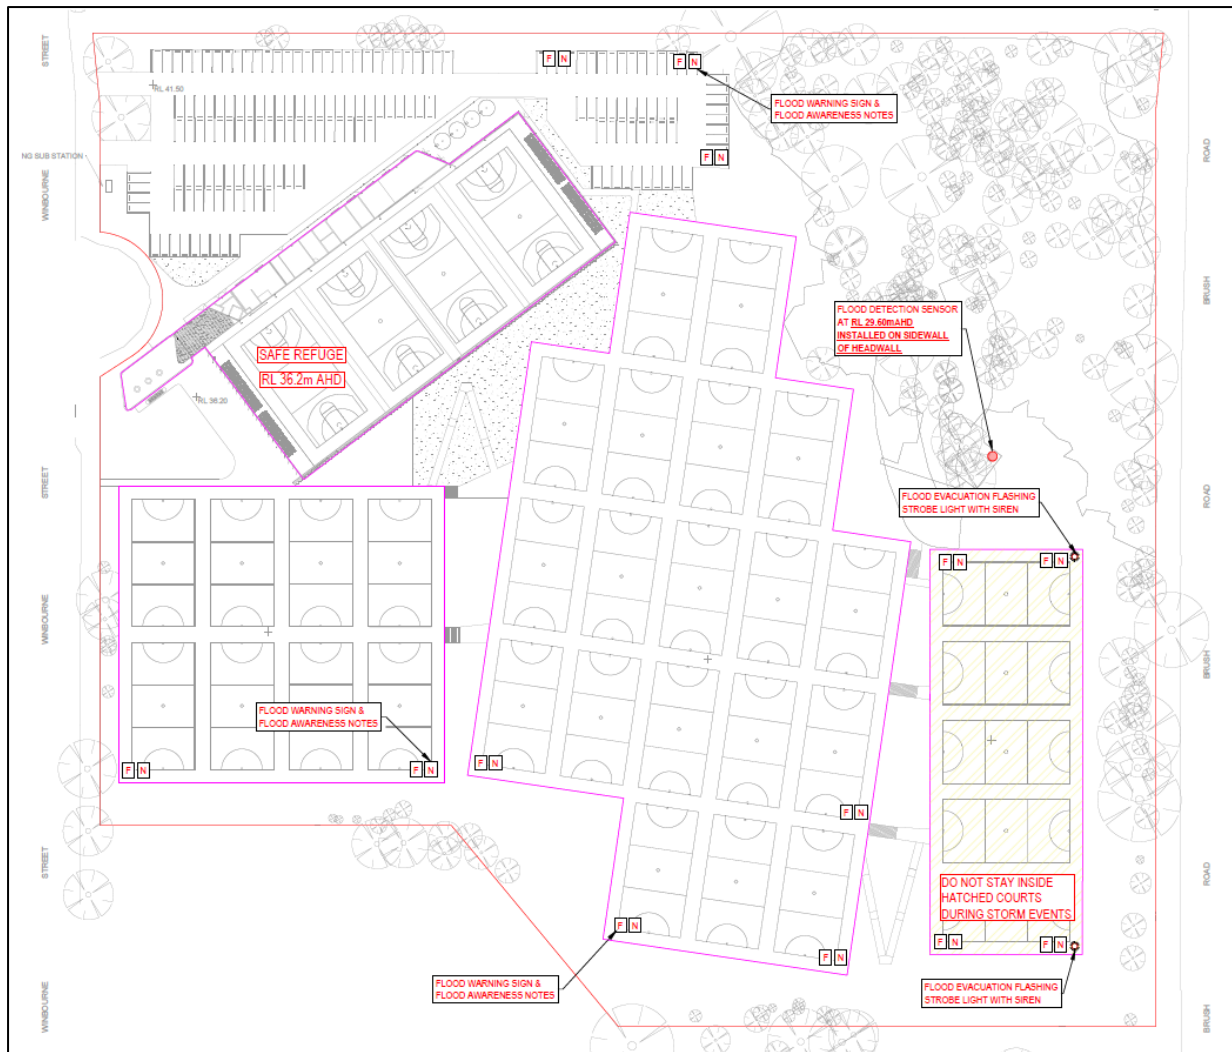 STREET
F N
F N
FLOOD WARNING SIGN &
FLOOD AWARENESS NOTES
RL 41.50
NG SUB STATION
F N
ROAD
WINBOURNE
BRUSH
FLOOD DETECTION SENSOR
AT RL 29.60mAHD
INSTALLED ON SIDEWALL
OF HEADWALL
SAFE REFUGE
RL 36.2m AHD
RL 36.20
STREET
ROAD
FLOOD EVACUATION FLASHING
STROBE LIGHT WITH SIREN
F N
F N
WINBOURNE
BRUSH
FLOOD WARNING SIGN &
FLOOD AWARENESS NOTES
F N
F N
F N
F N
STREET
ROAD
DO NOT STAY INSIDE
HATCHED COURTS
DURING STORM EVENTS
F N
F N
F N
F N
FLOOD WARNING SIGN &
FLOOD AWARENESS NOTES
FLOOD EVACUATION FLASHING
STROBE LIGHT WITH SIREN
WINBOURNE
BRUSH